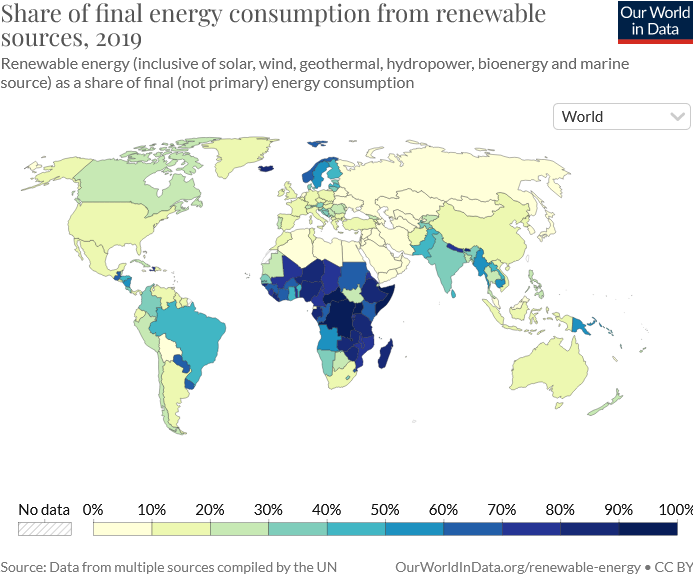 Share of final energy consumption from renewable
sources, 2019
Our World
in Data
Renewable energy (inclusive of solar, wind, geothermal, hydropower, bioenergy and marine
source) as a share of final (not primary) energy consumption
World
No data
0% 10% 20% 30% 40% 50% 60% 70% 80% 90% 100%
Source: Data from multiple sources compiled by the UN
OurWorldInData.org/renewable-energy • CC BY